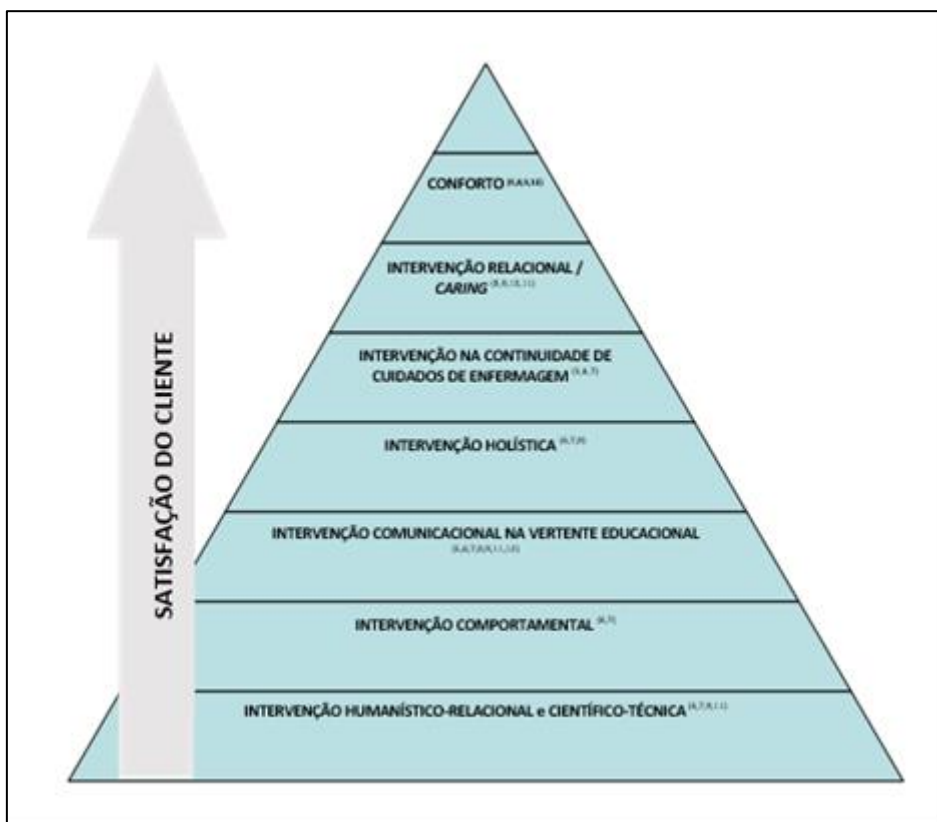 CONFORTO
INTERVENÇÃO RELACIONAL /
CARING
INTERVENÇÃO NA CONTINUIDADE DE
CUIDADOS DE ENFERMAGEM
INTERVENÇÃO HOLÍSTICA
INTERVENÇÃO COMUNICACIONAL NA VERTENTE EDUCACIONAL
INTERVENÇÃO COMPORTAMENTAL
INTERVENÇÃO HUMANÍSTICO-RELACIONAL e CIENTÍFICO-TÉCNICA
SATISFAÇÃO DO CLIENTE